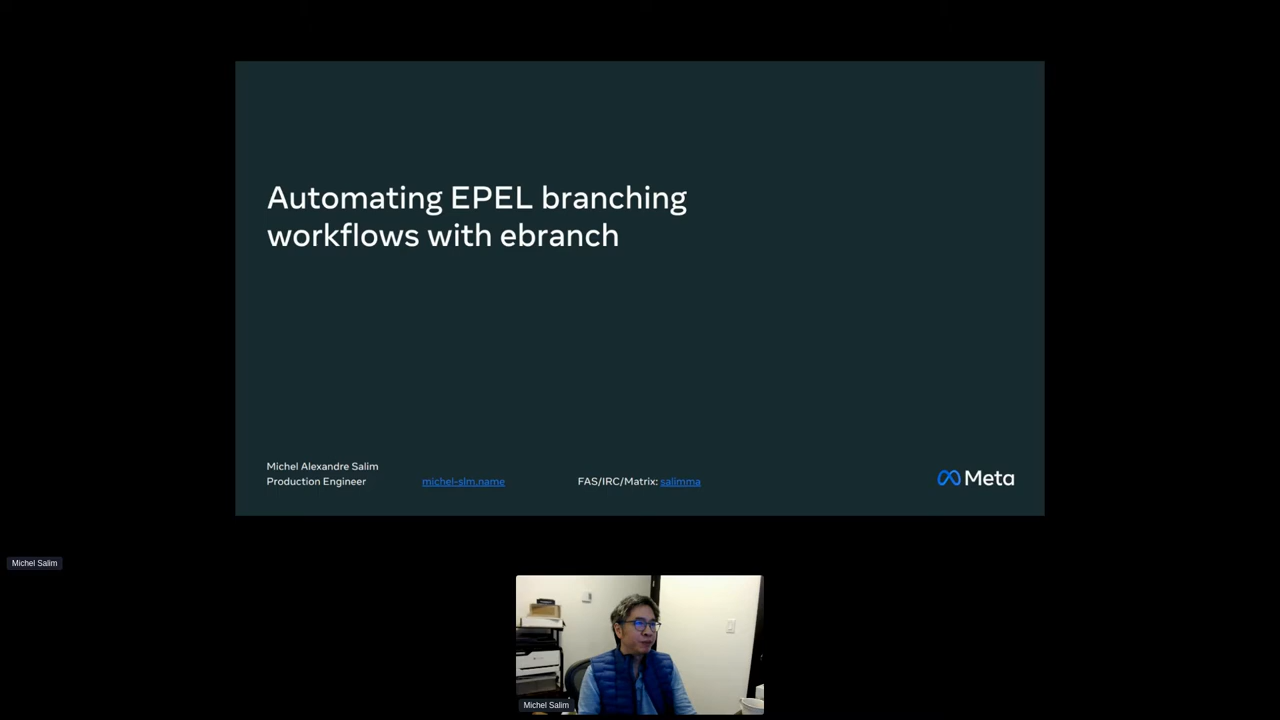 Automating EPEL branching
workflows with ebranch
Michel Alexandre Salim
Production Engineer
michel-slm.name
FAS/IRC/Matrix: salimma
Meta
Michel Salim
Michel Salim